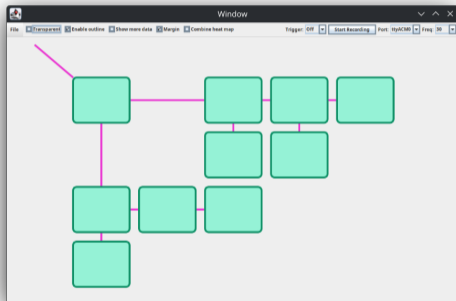 Window
File Transparent Enable outline Show more data Margin Combine heat map Trigger: Off Start Recording Port: HyACM0 Freq: 30